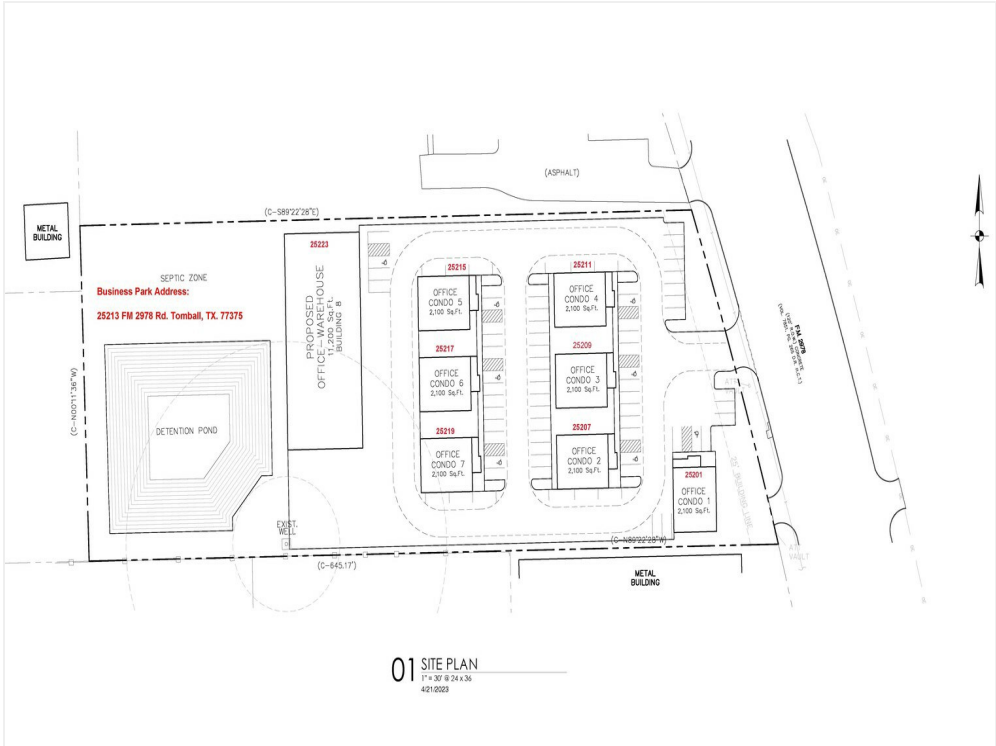 (ASPHALT)
(C-S89°22'28"E)
METAL
BUILDING
SEPTIC ZONE
Business Park Address:
25213 FM 2978 Rd. Tomball, TX. 77375
(C-N00°11'36"W)
DETENTION POND
EXIST.
WELL
25223
PROPOSED
OFFICE-WAREHOUSE
11,200 Sq.Ft.
BUILDING 8
25215
OFFICE
CONDO 5
2,100 Sq.Ft.
25217
OFFICE
CONDO 6
2,100 Sq.Ft.
25219
OFFICE
CONDO 7
2,100 Sq.Ft.
25211
OFFICE
CONDO 4
2,100 Sq.Ft.
25209
OFFICE
CONDO 3
2,100 Sq.Ft.
25207
OFFICE
CONDO 2
2,100 Sq.Ft.
25201
OFFICE
CONDO 1
2,100 Sq.Ft.
FM 2978
25' BUILDING LINE
(C-N89°22'28"W)
(C-645.17')
METAL
BUILDING
VAULT
01 SITE PLAN
1" = 30' @ 24 x 36
4/21/2023